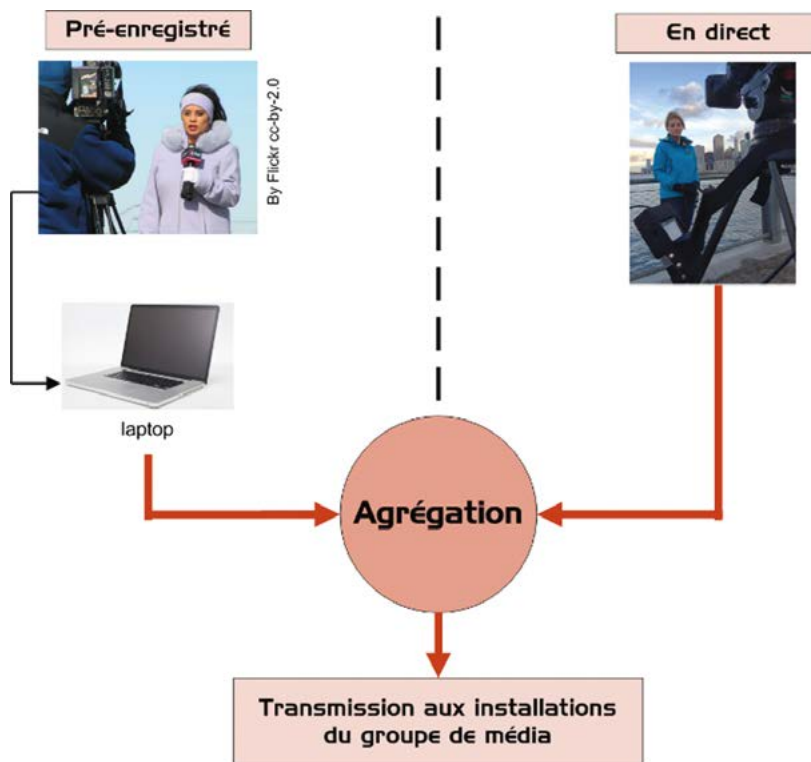 Pré-enregistré
En direct
By Flickr cc-by-2.0
laptop
Agrégation
Transmission aux installations
du groupe de média